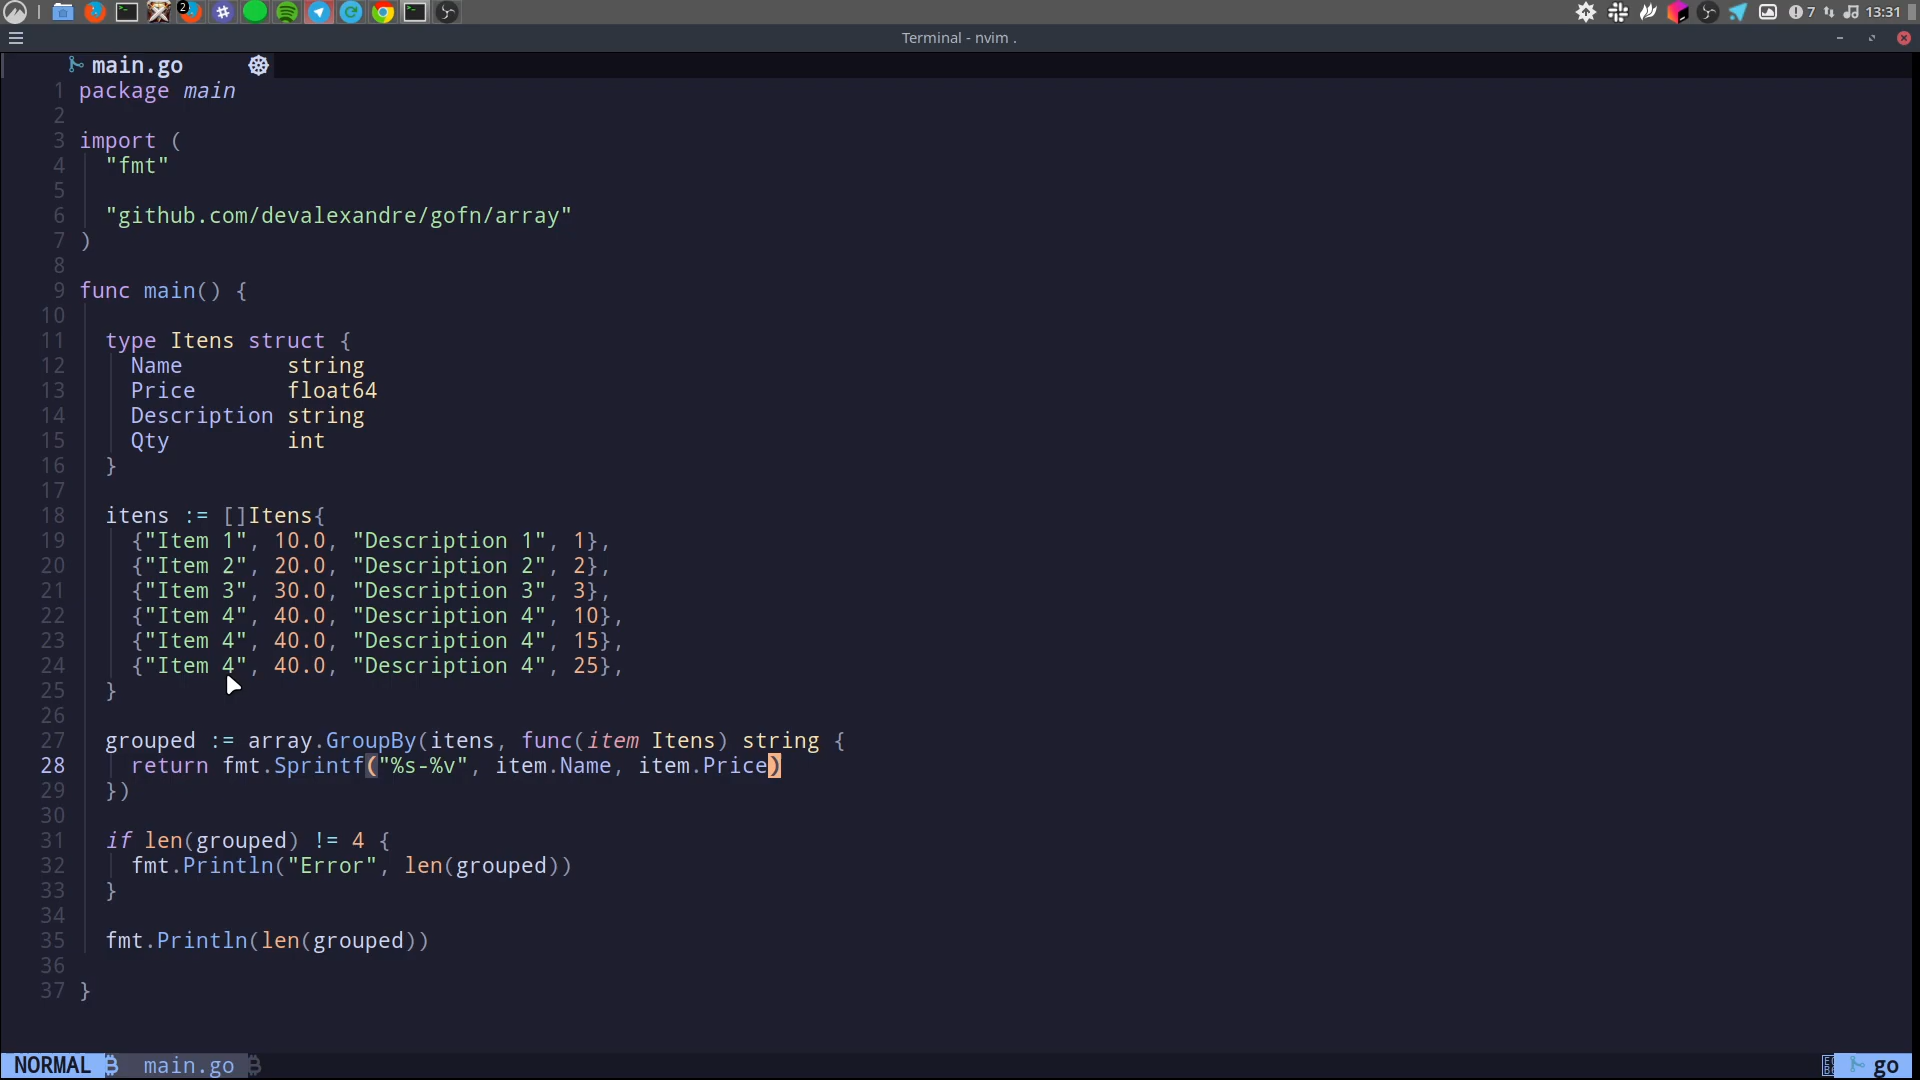 2
7
13:31
Terminal - nvim .
main.go
1 package main
2
3 import (
4 "fmt"
5
6 "github.com/devalexandre/gofn/array"
7 )
8
9 func main() {
10
11 type Itens struct {
12 Name string
13 Price float64
14 Description string
15 Qty int
16 }
17
18 itens := []Itens{
19 {"Item 1", 10.0, "Description 1", 1},
20 {"Item 2", 20.0, "Description 2", 2},
21 {"Item 3", 30.0, "Description 3", 3},
22 {"Item 4", 40.0, "Description 4", 10},
23 {"Item 4", 40.0, "Description 4", 15},
24 {"Item 4", 40.0, "Description 4", 25},
25 }
26
27 grouped := array.GroupBy(itens, func(item Itens) string {
28 return fmt.Sprintf("%s-%v", item.Name, item.Price)
29 })
30
31 if len(grouped) != 4 {
32 fmt.Println("Error", len(grouped))
33 }
34
35 fmt.Println(len(grouped))
36
37 }
NORMAL main.go go